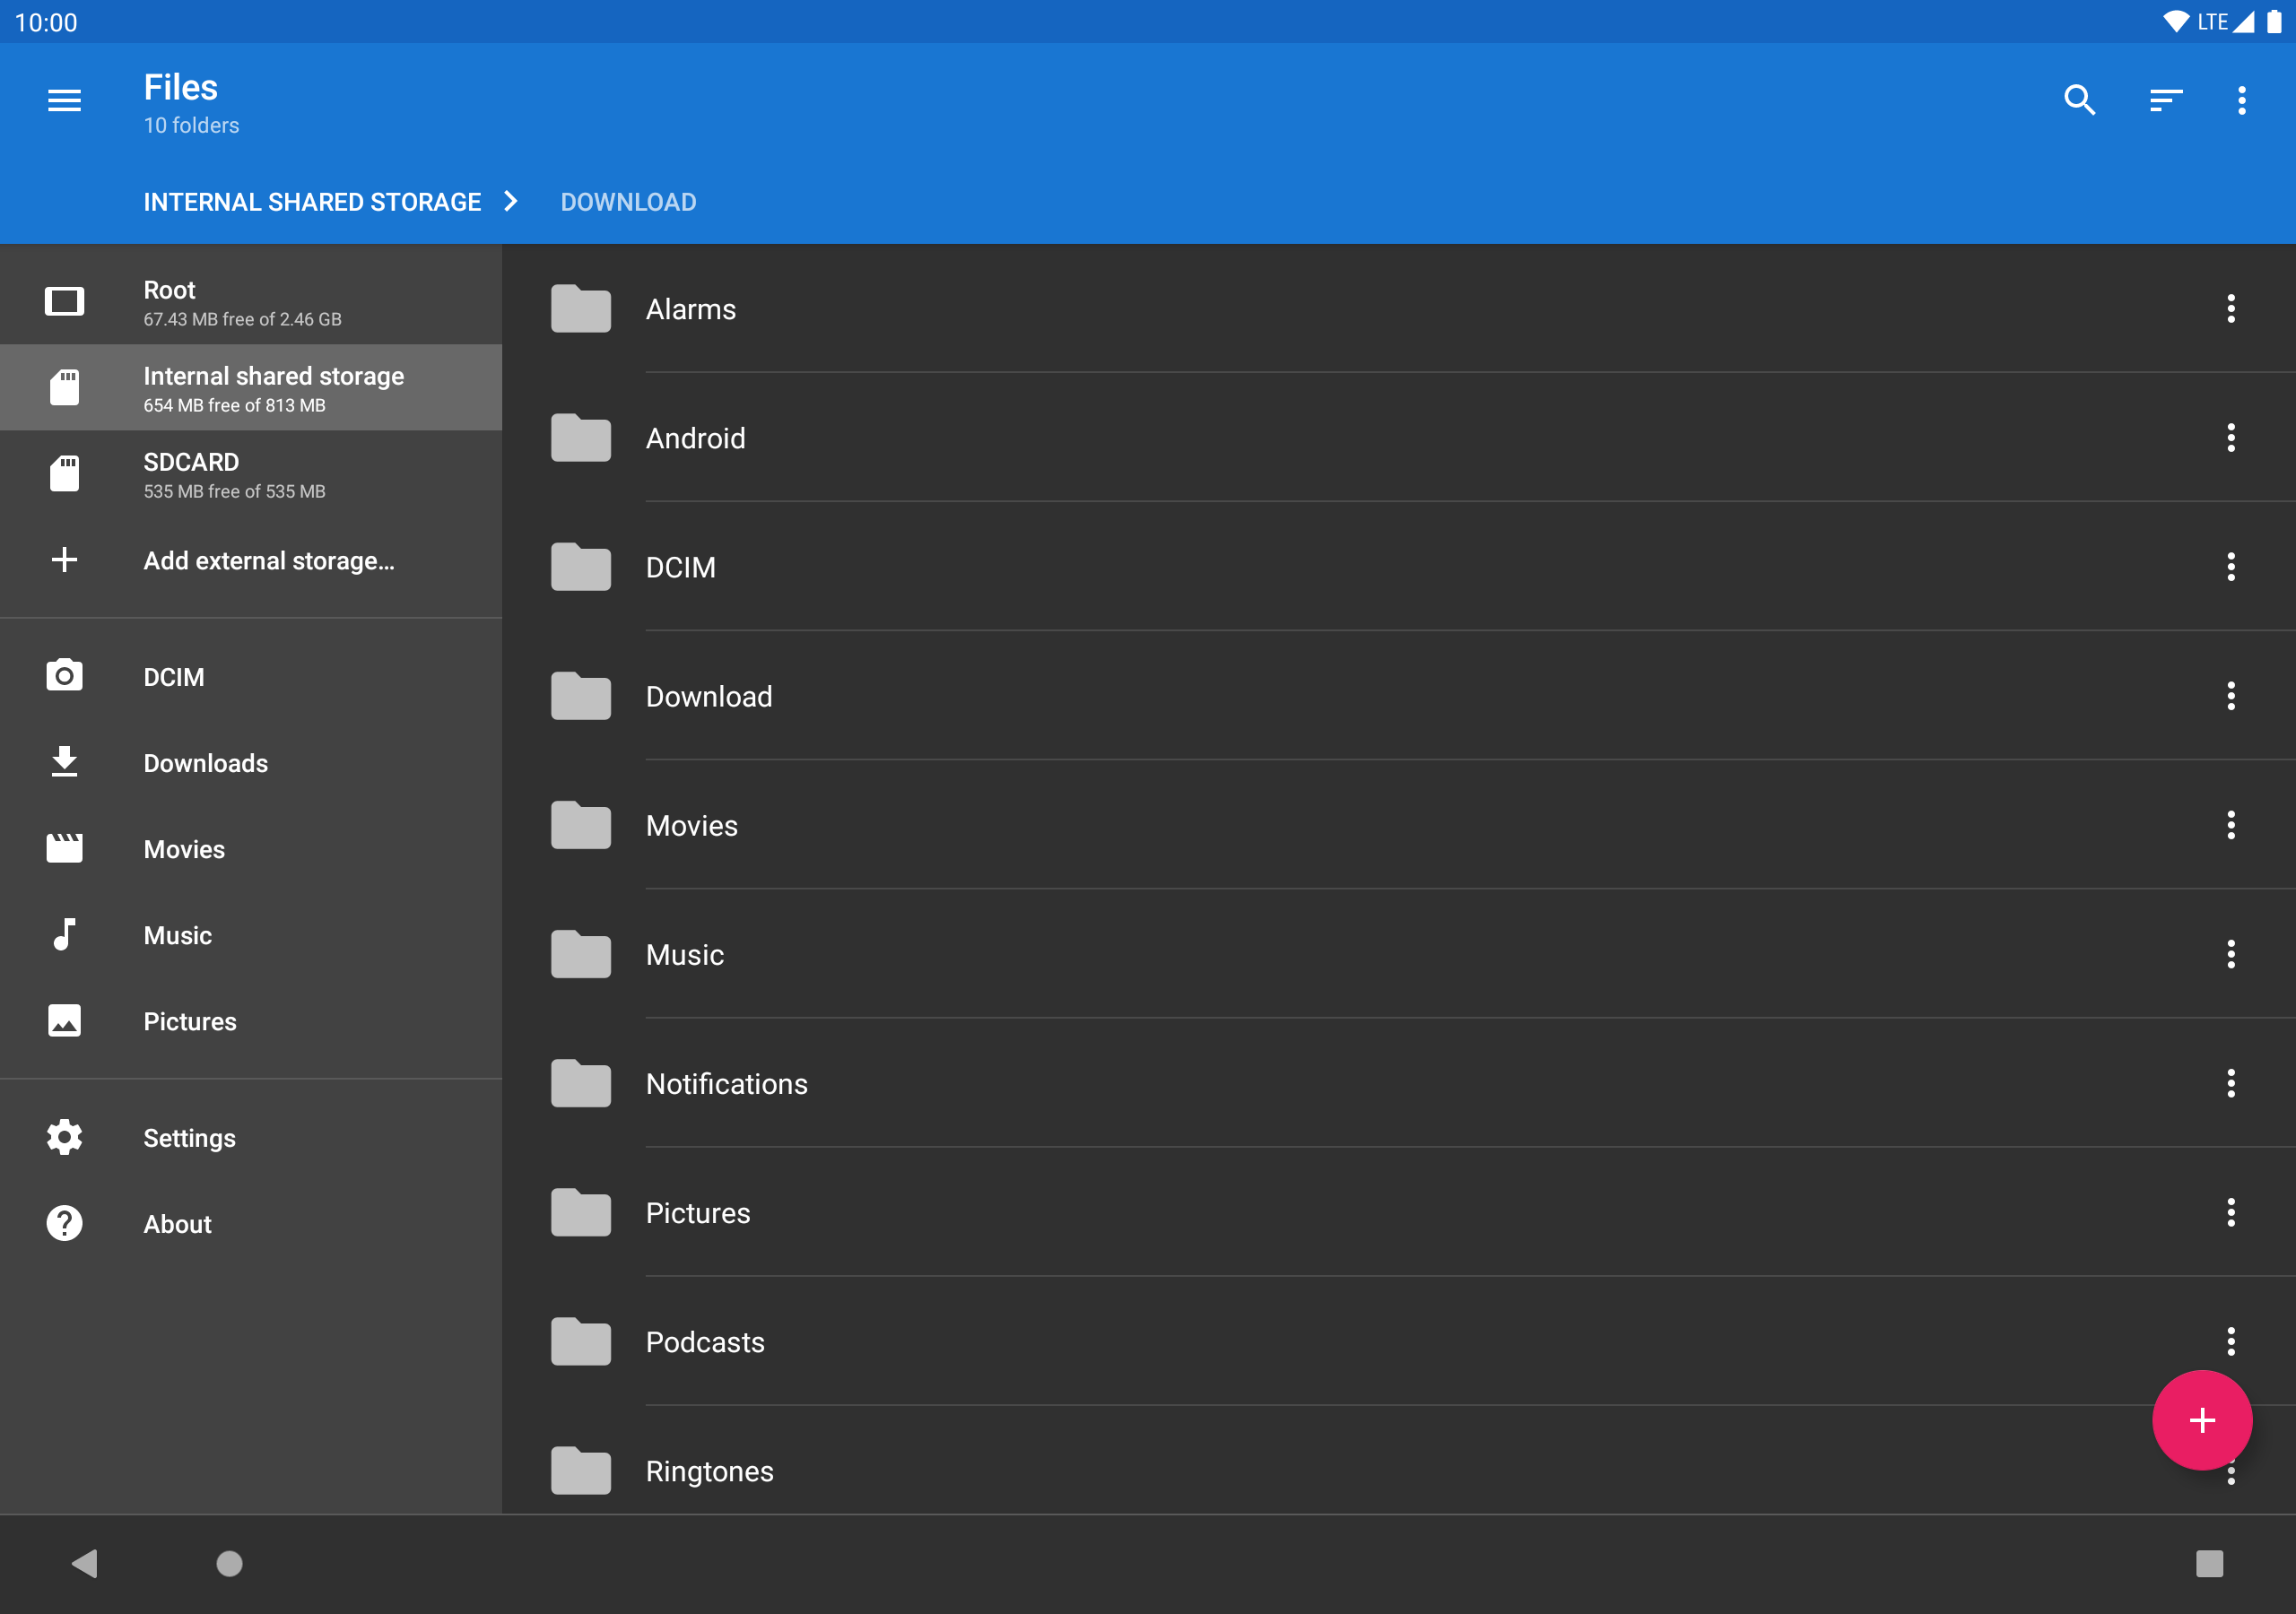 10:00
LTE
Files
10 folders
INTERNAL SHARED STORAGE
DOWNLOAD
Root
67.43 MB free of 2.46 GB
Internal shared storage
654 MB free of 813 MB
SDCARD
535 MB free of 535 MB
Add external storage…
DCIM
Downloads
Movies
Music
Pictures
Settings
About
Alarms
Android
DCIM
Download
Movies
Music
Notifications
Pictures
Podcasts
Ringtones